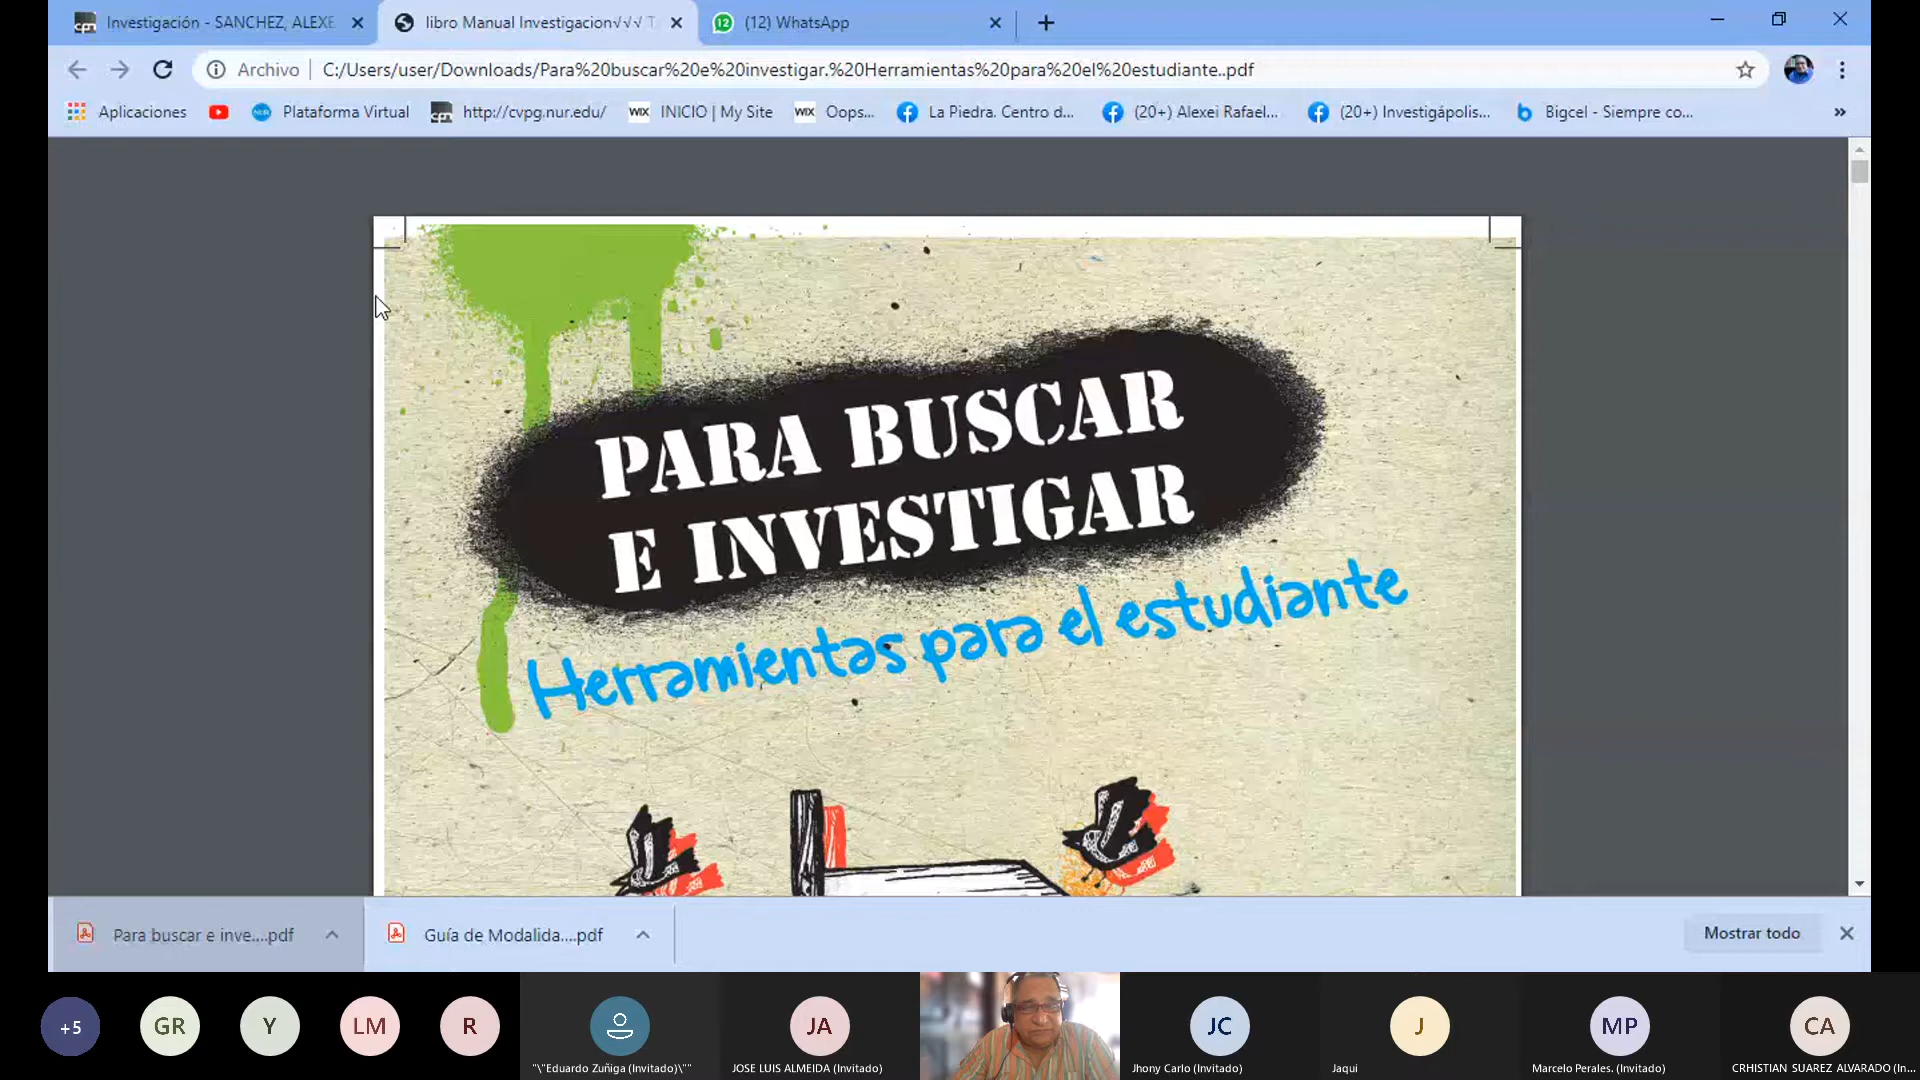 Investigación - SANCHEZ, ALEXE
libro Manual Investigacion√√√ T
(12) WhatsApp
Archivo
C:/Users/user/Downloads/Para%20buscar%20e%20investigar.%20Herramientas%20para%20el%20estudiante..pdf
Aplicaciones
Plataforma Virtual
http://cvpg.nur.edu/
WIX
INICIO | My Site
WIX
Oops...
La Piedra. Centro d...
(20+) Alexei Rafael...
(20+) Investigápolis...
Bigcel - Siempre co...
»
PARA BUSCAR
E INVESTIGAR
Herramientas para el estudiante
Para buscar e inve....pdf
Guía de Modalida....pdf
Mostrar todo
+5
GR
Y
LM
R
"\"Eduardo Zuñiga (Invitado)\""
JA
JOSE LUIS ALMEIDA (Invitado)
JC
Jhony Carlo (Invitado)
J
Jaqui
MP
Marcelo Perales. (Invitado)
CA
CRHISTIAN SUAREZ ALVARADO (In...